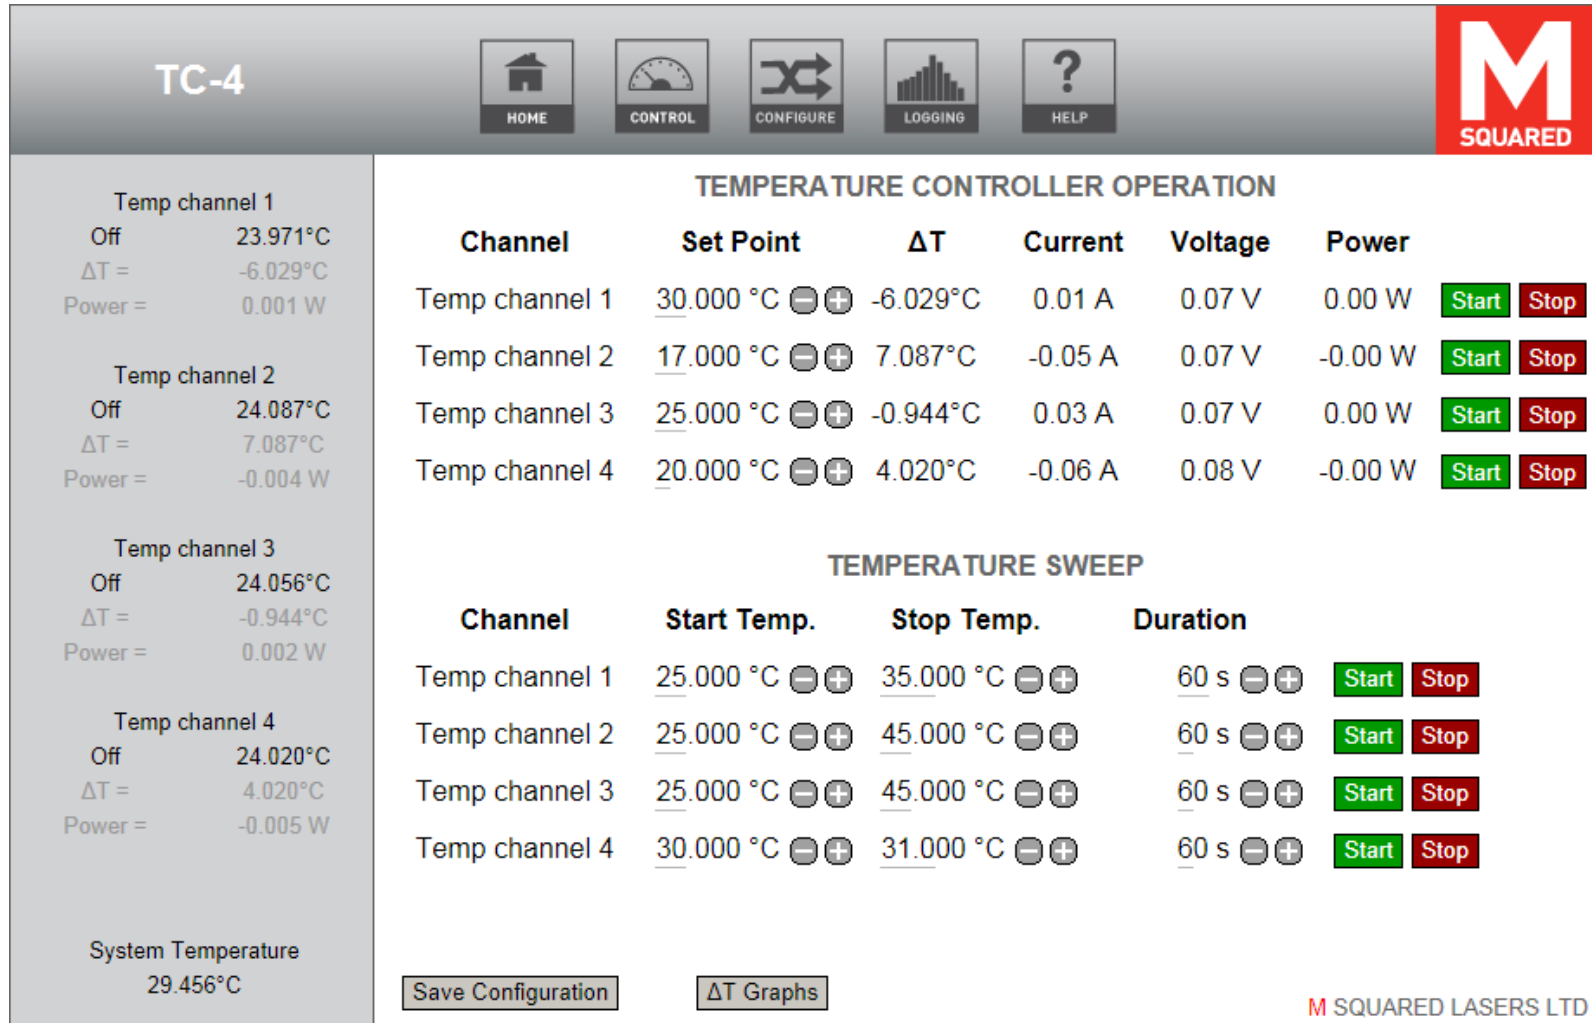 TC-4
HOME CONTROL CONFIGURE LOGGING HELP
M
SQUARED
Temp channel 1
Off 23.971°C
ΔT = -6.029°C
Power = 0.001 W
Temp channel 2
Off 24.087°C
ΔT = 7.087°C
Power = -0.004 W
Temp channel 3
Off 24.056°C
ΔT = -0.944°C
Power = 0.002 W
Temp channel 4
Off 24.020°C
ΔT = 4.020°C
Power = -0.005 W
System Temperature
29.456°C
TEMPERATURE CONTROLLER OPERATION
Channel Set Point ΔT Current Voltage Power
Temp channel 1 30.000 °C - + -6.029°C 0.01 A 0.07 V 0.00 W Start Stop
Temp channel 2 17.000 °C - + 7.087°C -0.05 A 0.07 V -0.00 W Start Stop
Temp channel 3 25.000 °C - + -0.944°C 0.03 A 0.07 V 0.00 W Start Stop
Temp channel 4 20.000 °C - + 4.020°C -0.06 A 0.08 V -0.00 W Start Stop
TEMPERATURE SWEEP
Channel Start Temp. Stop Temp. Duration
Temp channel 1 25.000 °C - + 35.000 °C - + 60 s - + Start Stop
Temp channel 2 25.000 °C - + 45.000 °C - + 60 s - + Start Stop
Temp channel 3 25.000 °C - + 45.000 °C - + 60 s - + Start Stop
Temp channel 4 30.000 °C - + 31.000 °C - + 60 s - + Start Stop
Save Configuration ΔT Graphs
M SQUARED LASERS LTD